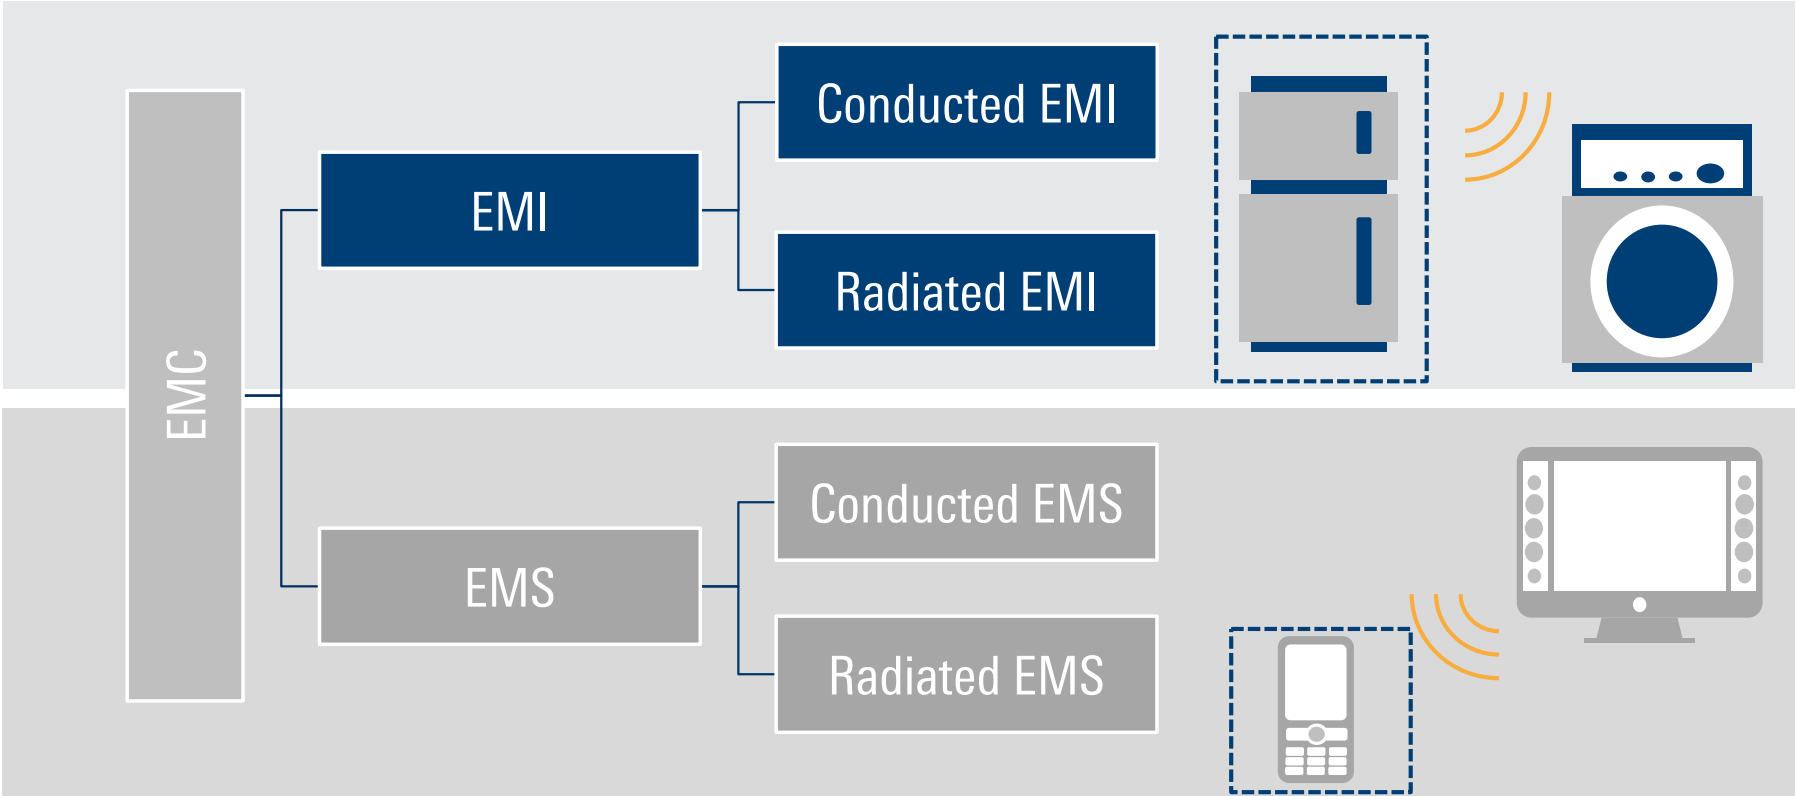 EMC
EMI
Conducted EMI
Radiated EMI
EMS
Conducted EMS
Radiated EMS